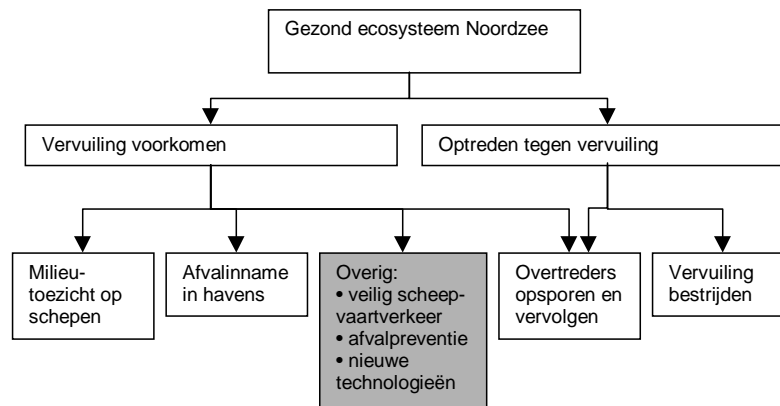 Gezond ecosysteem Noordzee
Vervuiling voorkomen
Optreden tegen vervuiling
Milieu-
toezicht op
schepen
Afvalinname
in havens
Overig:
• veilig scheep-
vaartverkeer
• afvalpreventie
• nieuwe
technologieën
Overtreders
opsporen en
vervolgen
Vervuiling
bestrijden